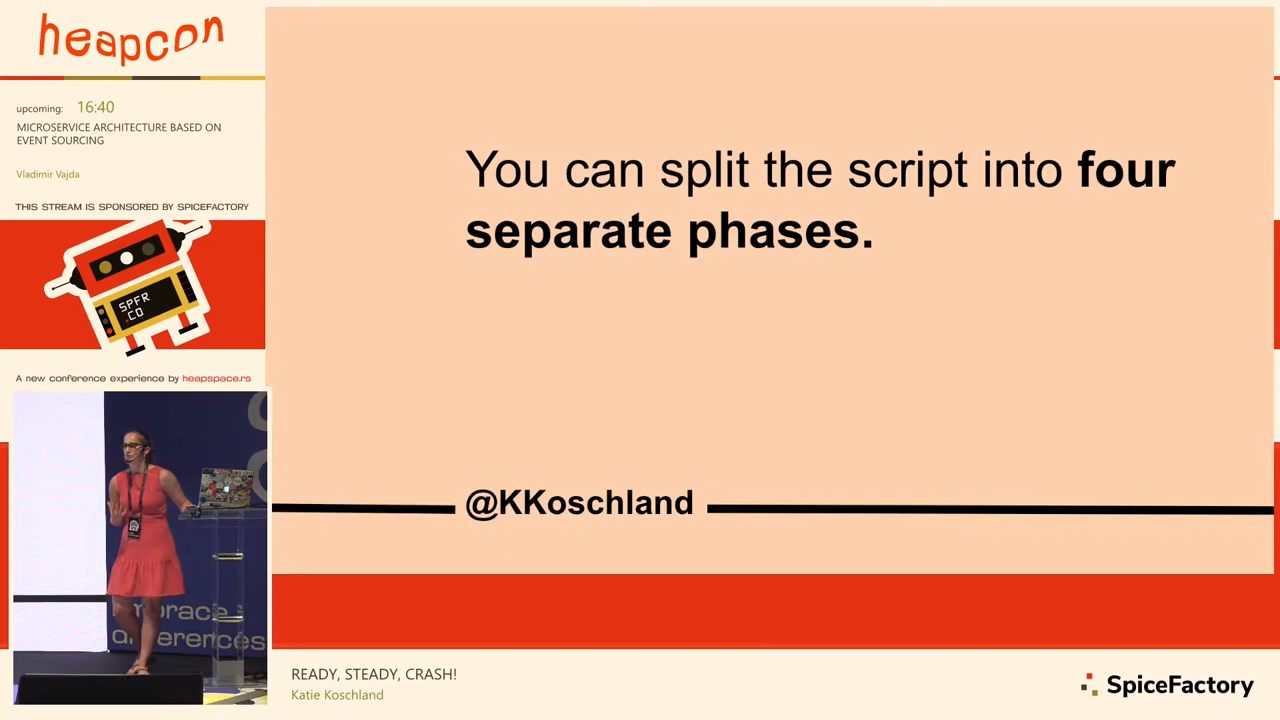 heapcon
upcoming: 16:40
MICROSERVICE ARCHITECTURE BASED ON
EVENT SOURCING
Vladimir Vajda
THIS STREAM IS SPONSORED BY SPICEFACTORY
SPFR
.CO
A new conference experience by heapspace.rs
You can split the script into four
separate phases.
@KKoschland
READY, STEADY, CRASH!
Katie Koschland
SpiceFactory